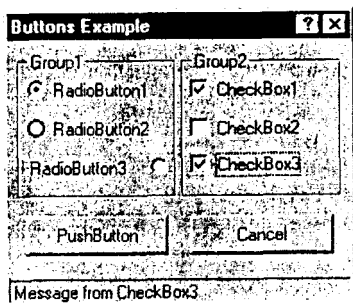 Buttons Example
Group1
RadioButton1
RadioButton2
RadioButton3
Group2
CheckBox1
CheckBox2
CheckBox3
PushButton
Cancel
Message from CheckBox3